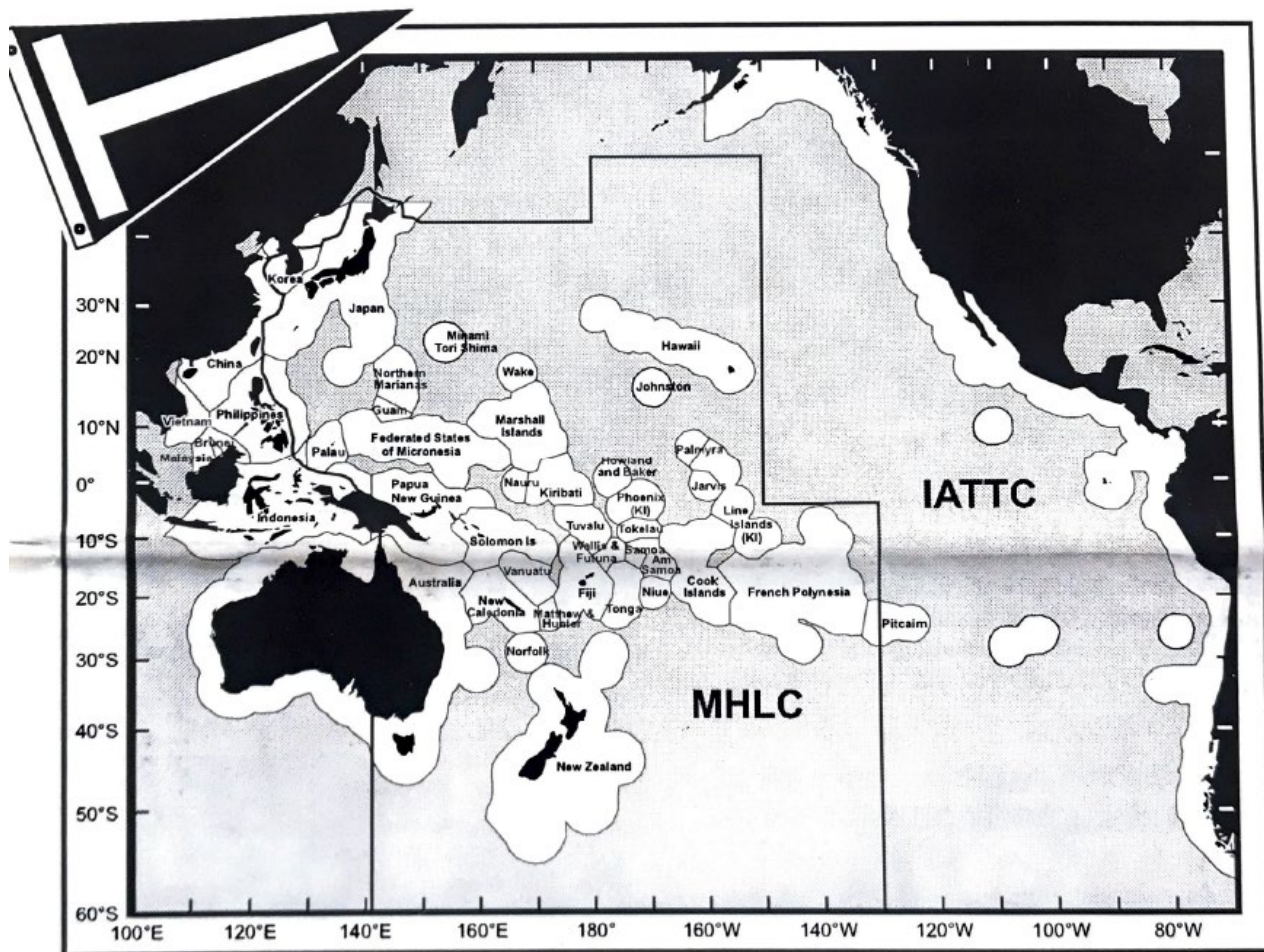 Korea
Japan
30°N
Minami
Tori Shima
Hawaii
20°N
China
Northern
Marianas
Wake
Johnston
Guam
Philippines
Vietnam
10°N
Marshall
Islands
Federated States
of Micronesia
Brunei
Malaysia
Palau
Palmyra
Howland
and Baker
0°
Papua
New Guinea
Nauru
Kiribati
Jarvis
IATTC
Phoenix
(KI)
Line
Islands
(KI)
Indonesia
Tuvalu
Tokelau
10°S
Solomon Is
Wallis &
Futuna
Samoa
Am
Samoa
Vanuatu
Australia
Fiji
Niue
Cook
Islands
French Polynesia
20°S
New
Caledonia
Matthew &
Hunter
Tonga
Pitcairn
30°S
Norfolk
MHLC
40°S
New Zealand
50°S
60°S
100°E 120°E 140°E 160°E 180° 160°W 140°W 120°W 100°W 80°W